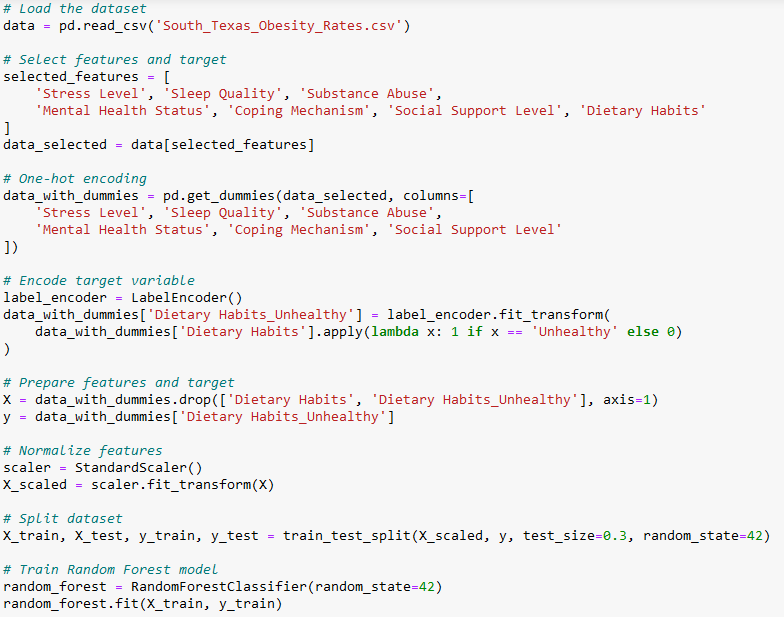 # Load the dataset
data = pd.read_csv('South_Texas_Obesity_Rates.csv')

# Select features and target
selected_features = [
    'Stress Level', 'Sleep Quality', 'Substance Abuse',
    'Mental Health Status', 'Coping Mechanism', 'Social Support Level', 'Dietary Habits'
]
data_selected = data[selected_features]

# One-hot encoding
data_with_dummies = pd.get_dummies(data_selected, columns=[
    'Stress Level', 'Sleep Quality', 'Substance Abuse',
    'Mental Health Status', 'Coping Mechanism', 'Social Support Level'
])

# Encode target variable
label_encoder = LabelEncoder()
data_with_dummies['Dietary Habits_Unhealthy'] = label_encoder.fit_transform(
    data_with_dummies['Dietary Habits'].apply(lambda x: 1 if x == 'Unhealthy' else 0)
)

# Prepare features and target
X = data_with_dummies.drop(['Dietary Habits', 'Dietary Habits_Unhealthy'], axis=1)
y = data_with_dummies['Dietary Habits_Unhealthy']

# Normalize features
scaler = StandardScaler()
X_scaled = scaler.fit_transform(X)

# Split dataset
X_train, X_test, y_train, y_test = train_test_split(X_scaled, y, test_size=0.3, random_state=42)

# Train Random Forest model
random_forest = RandomForestClassifier(random_state=42)
random_forest.fit(X_train, y_train)